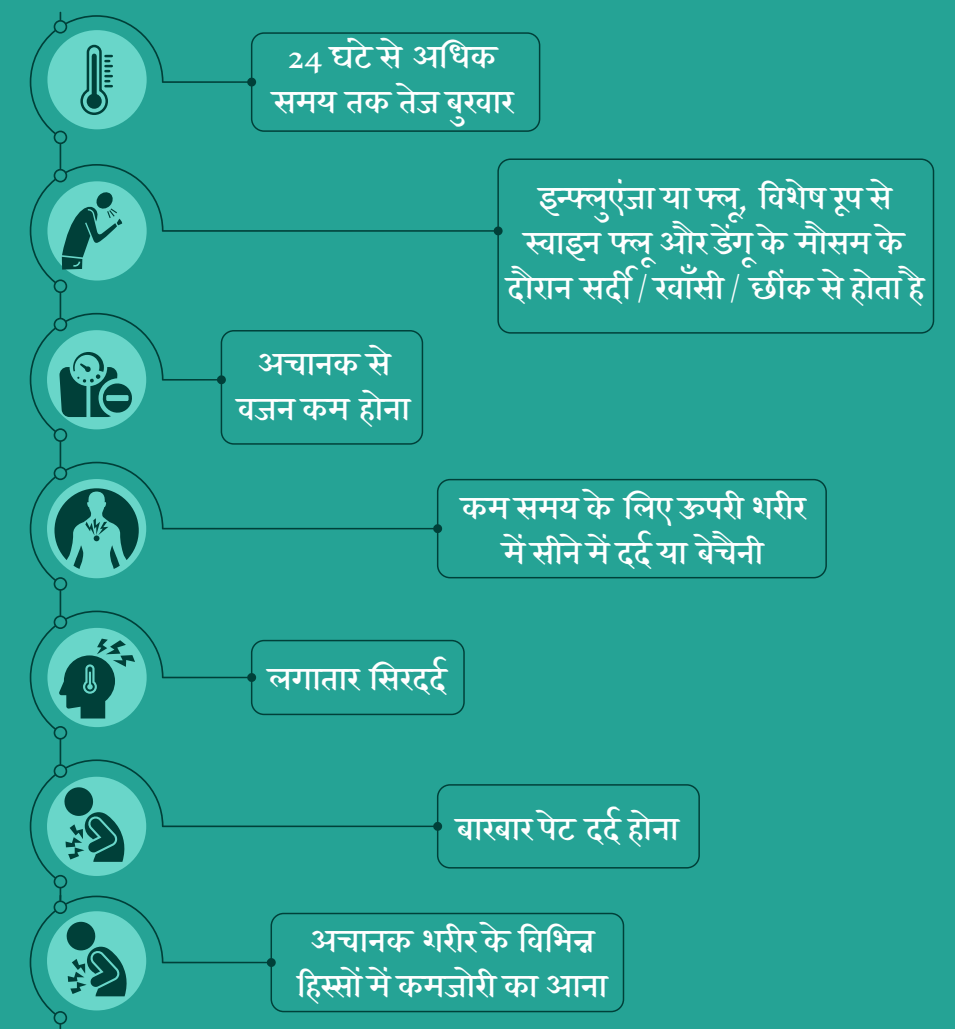 24 घंटे से अधिक
समय तक तेज बुखार
इन्फ्लुएंजा या फ्लू, विशेष रूप से
स्वाइन फ्लू और डेंगू के मौसम के
दौरान सर्दी / खाँसी / छींक से होता है
अचानक से
वजन कम होना
कम समय के लिए ऊपरी शरीर
में सीने में दर्द या बेचैनी
लगातार सिरदर्द
बारबार पेट दर्द होना
अचानक शरीर के विभिन्न
हिस्सों में कमजोरी का आना